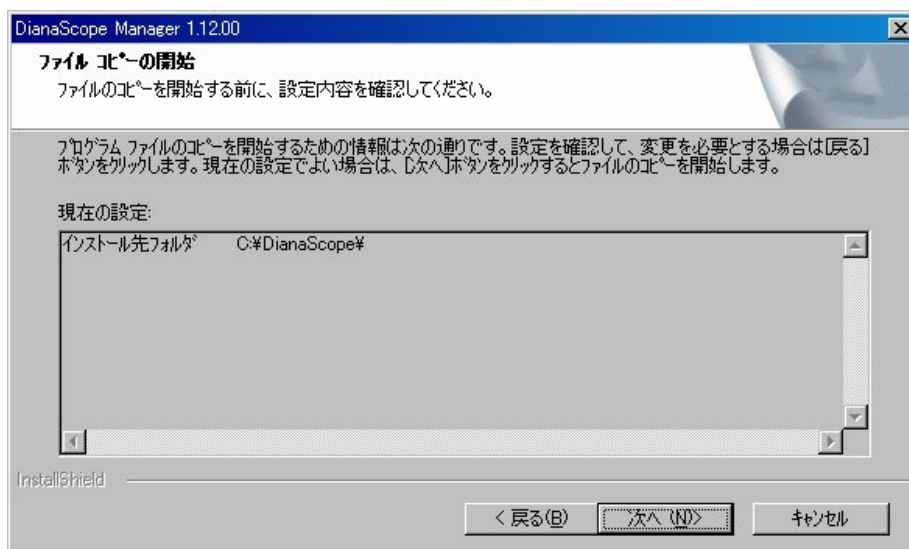 DianaScope Manager 1.12.00
ファイル コピーの開始
ファイルのコピーを開始する前に、設定内容を確認してください。
プログラム ファイルのコピーを開始するための情報は次の通りです。設定を確認して、変更を必要とする場合は[戻る]
ボタンをクリックします。現在の設定でよい場合は、[次へ]ボタンをクリックするとファイルのコピーを開始します。
現在の設定:
インストール先フォルダ C:¥DianaScope¥
InstallShield
< 戻る(B) 次へ (N)> キャンセル